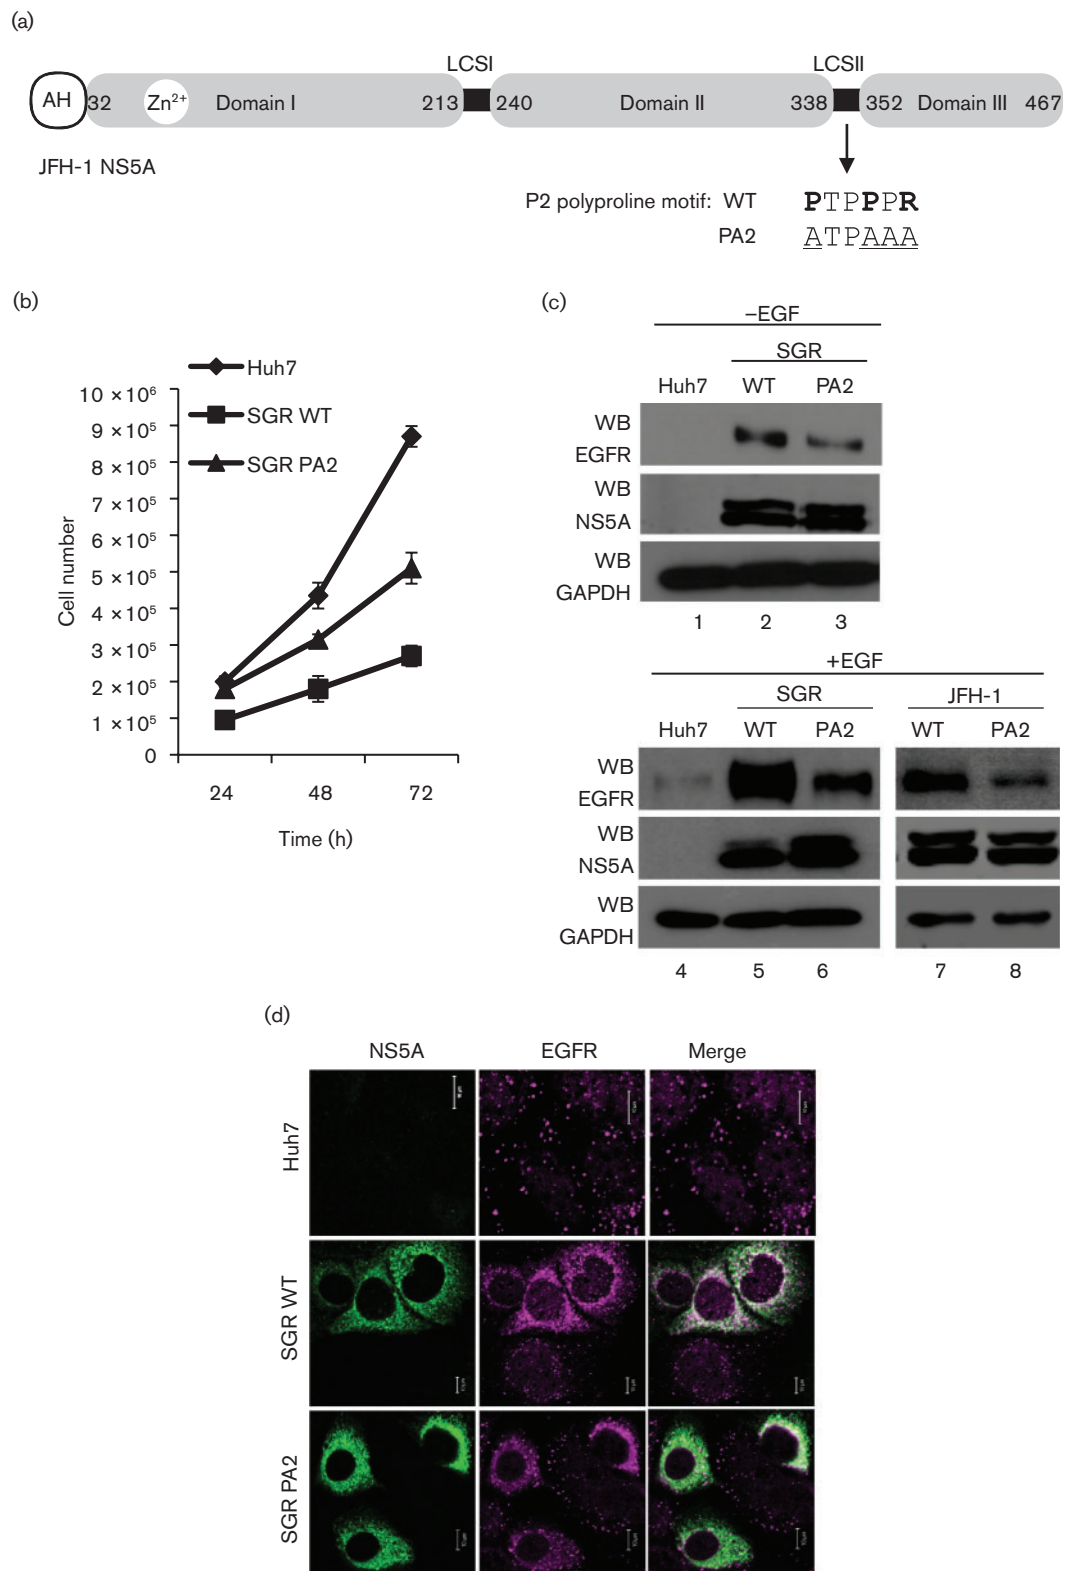 (a)
LCSI LCSII
AH 32 Zn²⁺ Domain I 213 240 Domain II 338 352 Domain III 467
JFH-1 NS5A
P2 polyproline motif: WT PTPPPR
PA2 ATPAAA
(b)
Huh7
SGR WT
SGR PA2
10 ×10⁶
9 ×10⁵
8 ×10⁵
7 ×10⁵
6 ×10⁵
5 ×10⁵
4 ×10⁵
3 ×10⁵
2 ×10⁵
1 ×10⁵
0
Cell number
24 48 72
Time (h)
(c)
–EGF
SGR
Huh7 WT PA2
WB
EGFR
WB
NS5A
WB
GAPDH
1 2 3
+EGF
SGR JFH-1
Huh7 WT PA2 WT PA2
WB
EGFR
WB
NS5A
WB
GAPDH
4 5 6 7 8
(d)
NS5A EGFR Merge
Huh7
SGR WT
SGR PA2